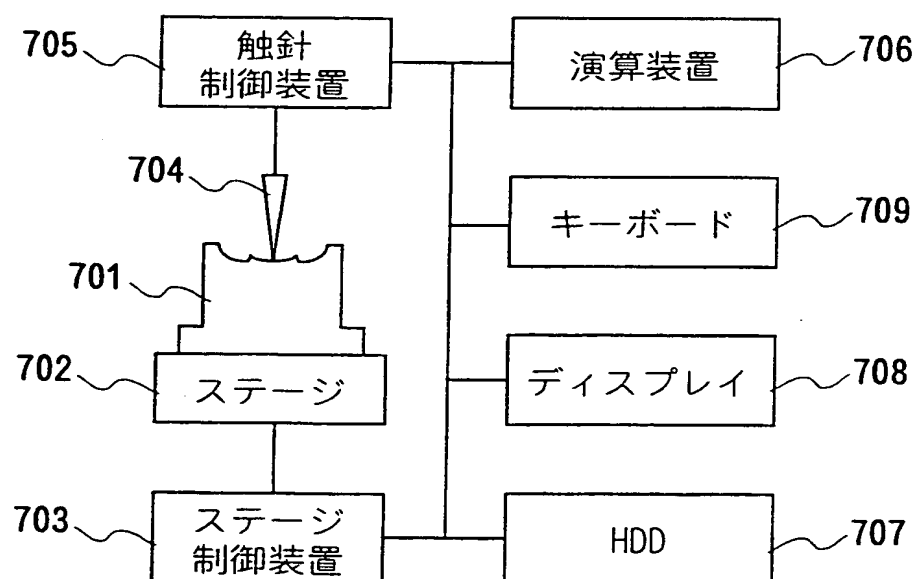 705
触針
制御装置
演算装置
706
704
キーボード
709
701
702
ステージ
ディスプレイ
708
703
ステージ
制御装置
HDD
707